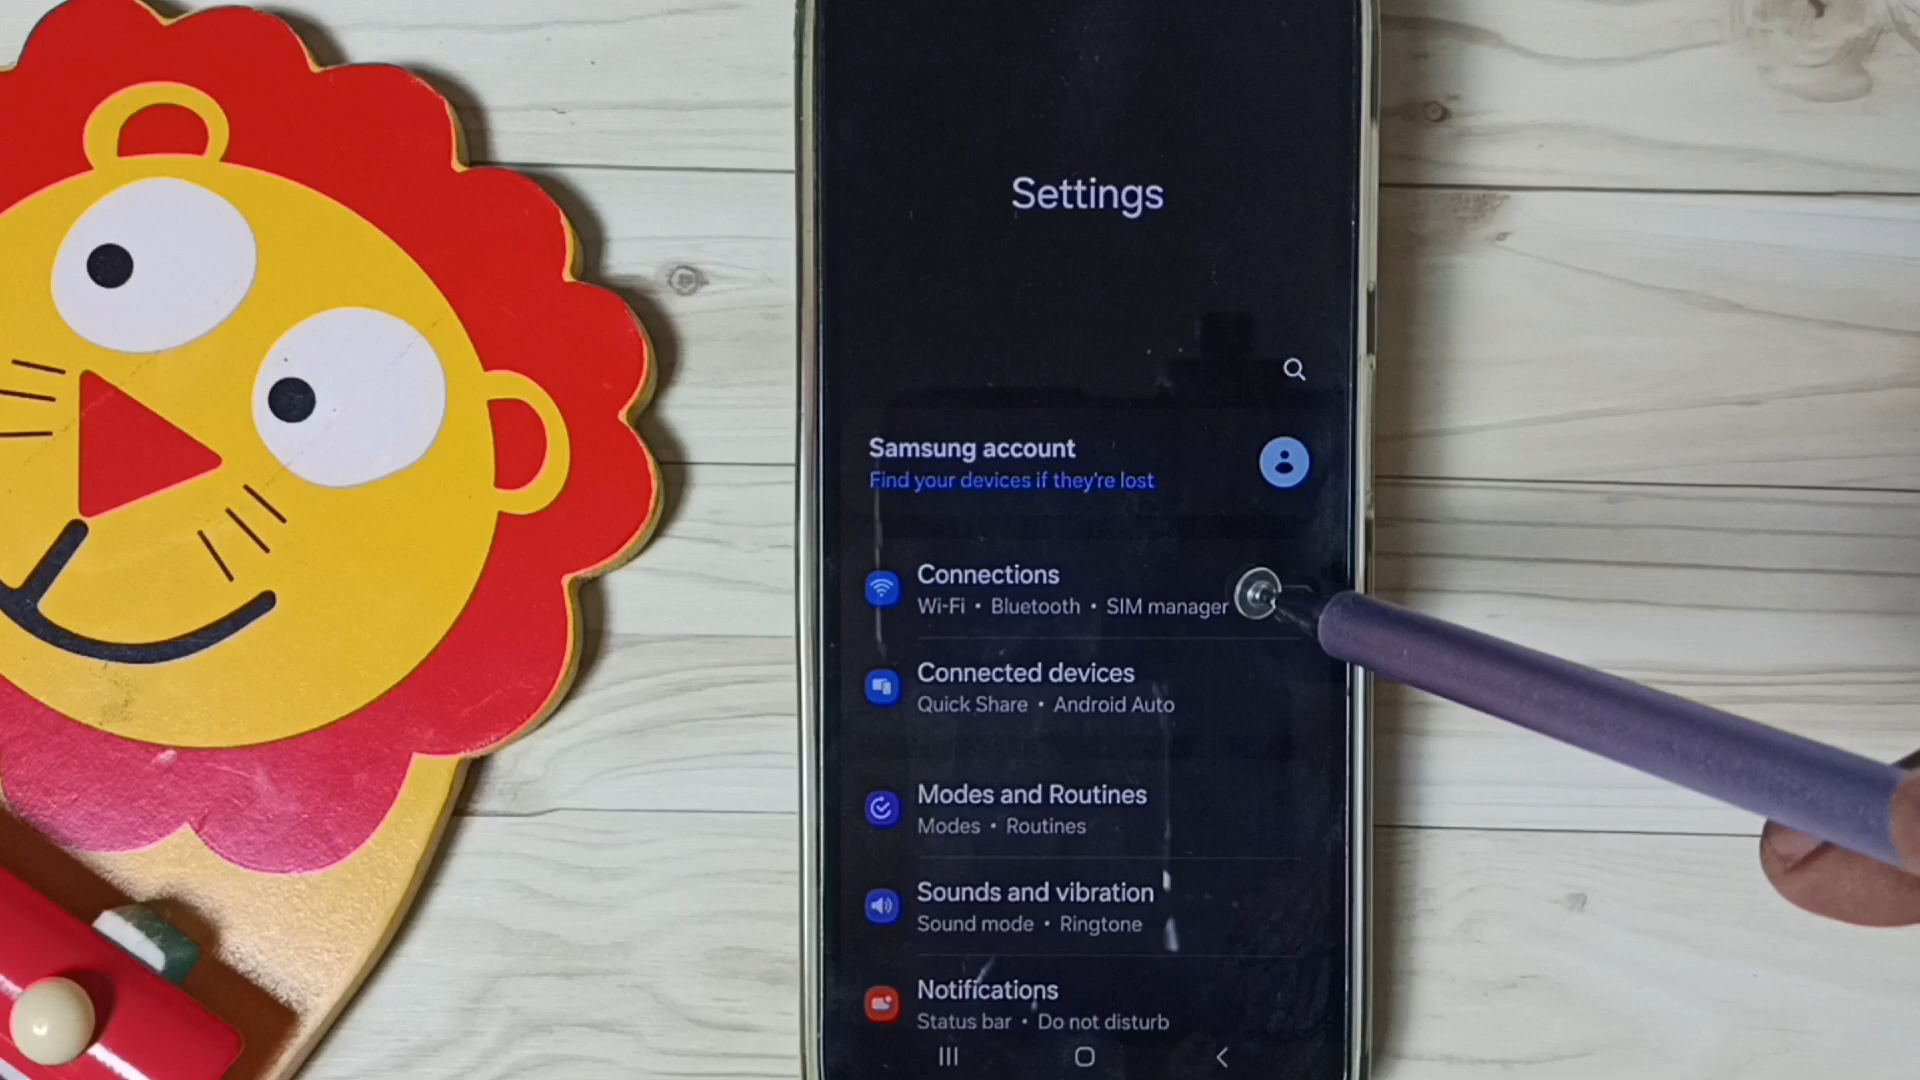 Settings
Samsung account
Find your devices if they're lost
Connections
Wi-Fi • Bluetooth • SIM manager
Connected devices
Quick Share • Android Auto
Modes and Routines
Modes • Routines
Sounds and vibration
Sound mode • Ringtone
Notifications
Status bar • Do not disturb